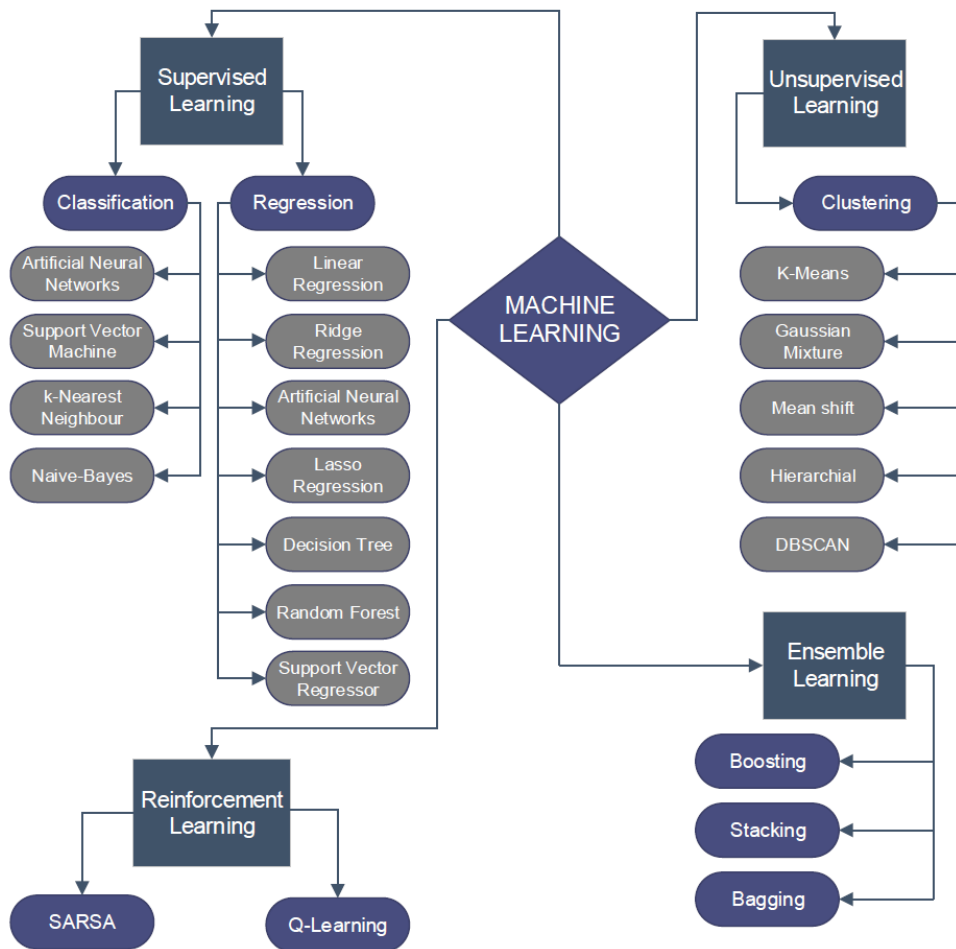 Supervised
Learning
Unsupervised
Learning
Classification
Regression
Clustering
Artificial Neural
Networks
Support Vector
Machine
k-Nearest
Neighbour
Naive-Bayes
Linear
Regression
Ridge
Regression
Artificial Neural
Networks
Lasso
Regression
Decision Tree
Random Forest
Support Vector
Regressor
MACHINE
LEARNING
K-Means
Gaussian
Mixture
Mean shift
Hierarchial
DBSCAN
Ensemble
Learning
Boosting
Stacking
Bagging
Reinforcement
Learning
SARSA
Q-Learning